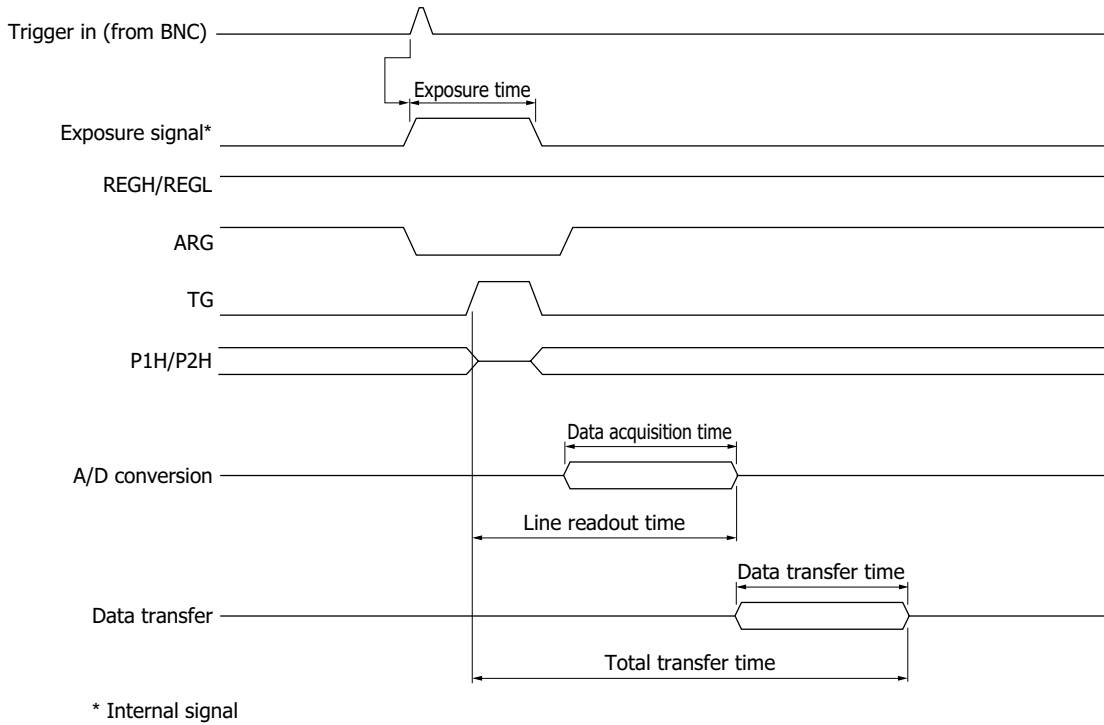 Trigger in (from BNC)
Exposure time
Exposure signal*
REGH/REGL
ARG
TG
P1H/P2H
Data acquisition time
A/D conversion
Line readout time
Data transfer time
Data transfer
Total transfer time
* Internal signal